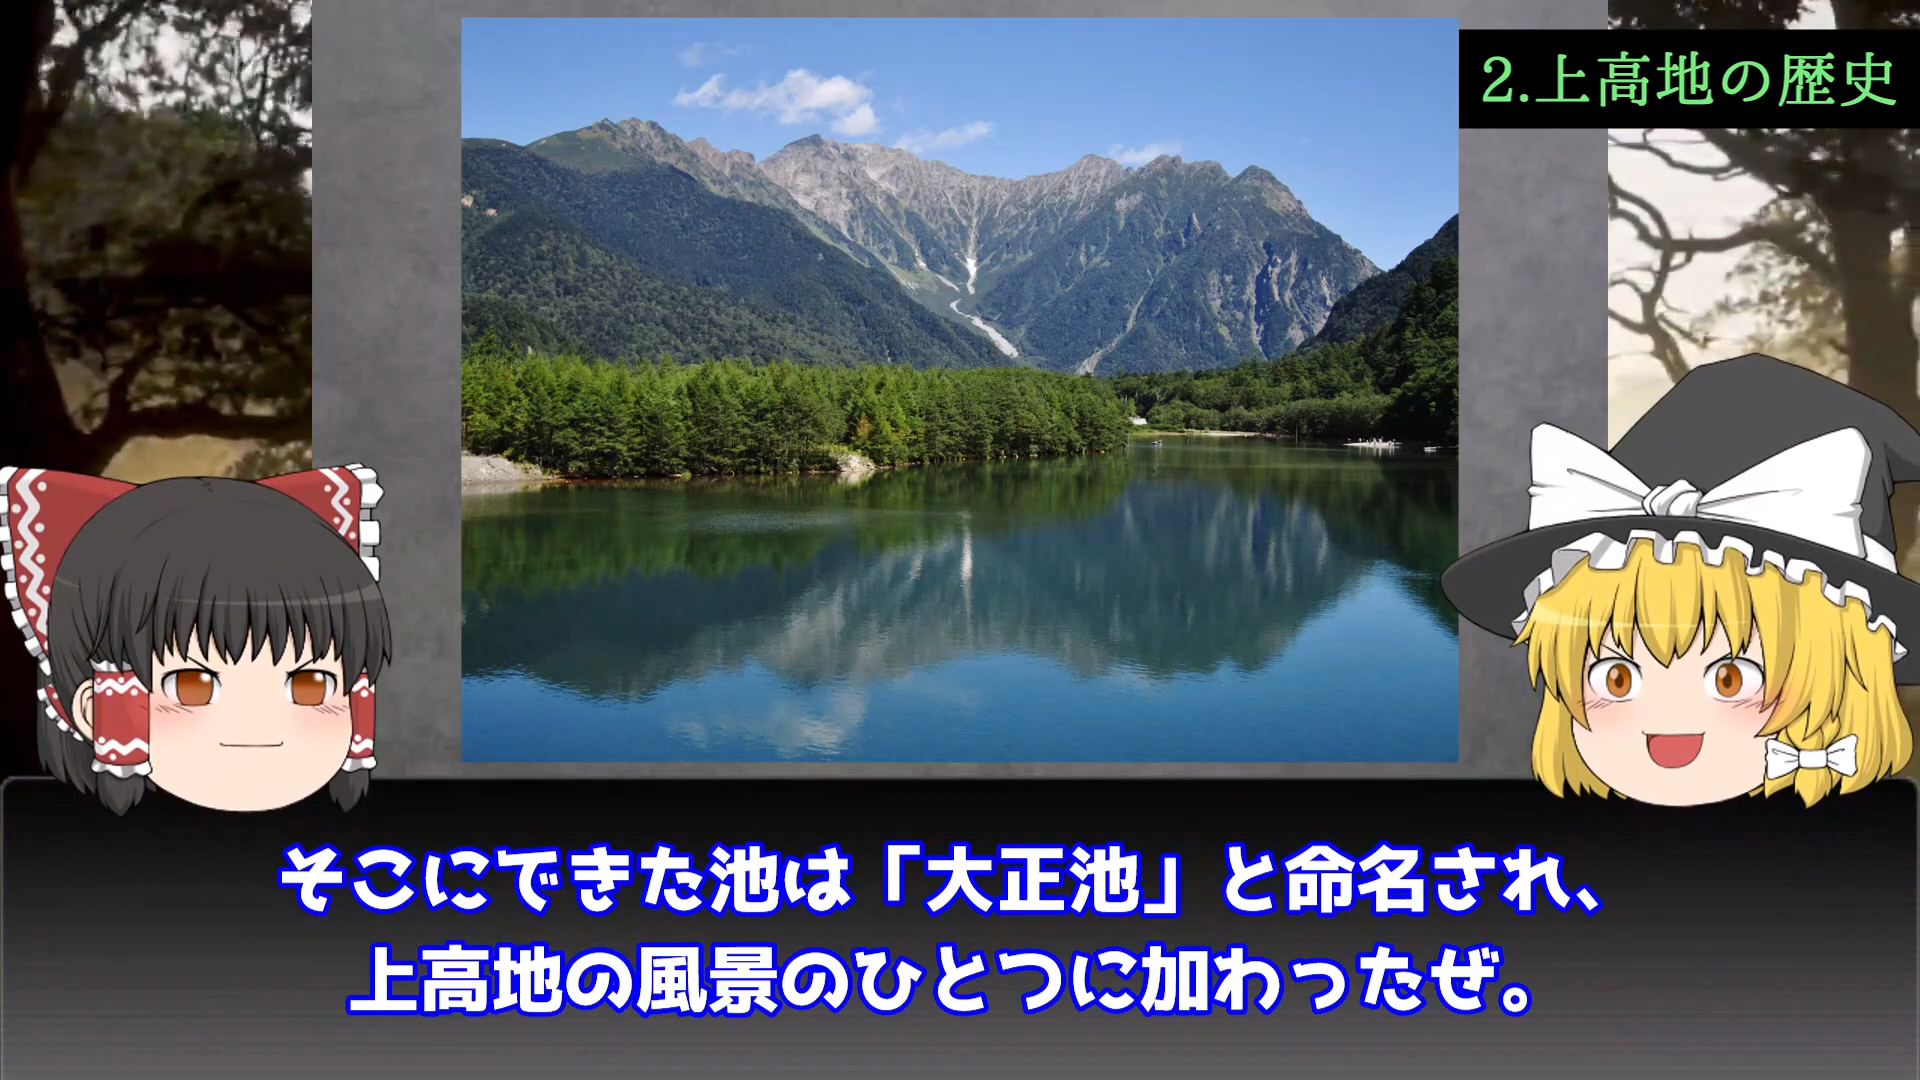 2.上高地の歴史
そこにできた池は「大正池」と命名され、
上高地の風景のひとつに加わったぜ。